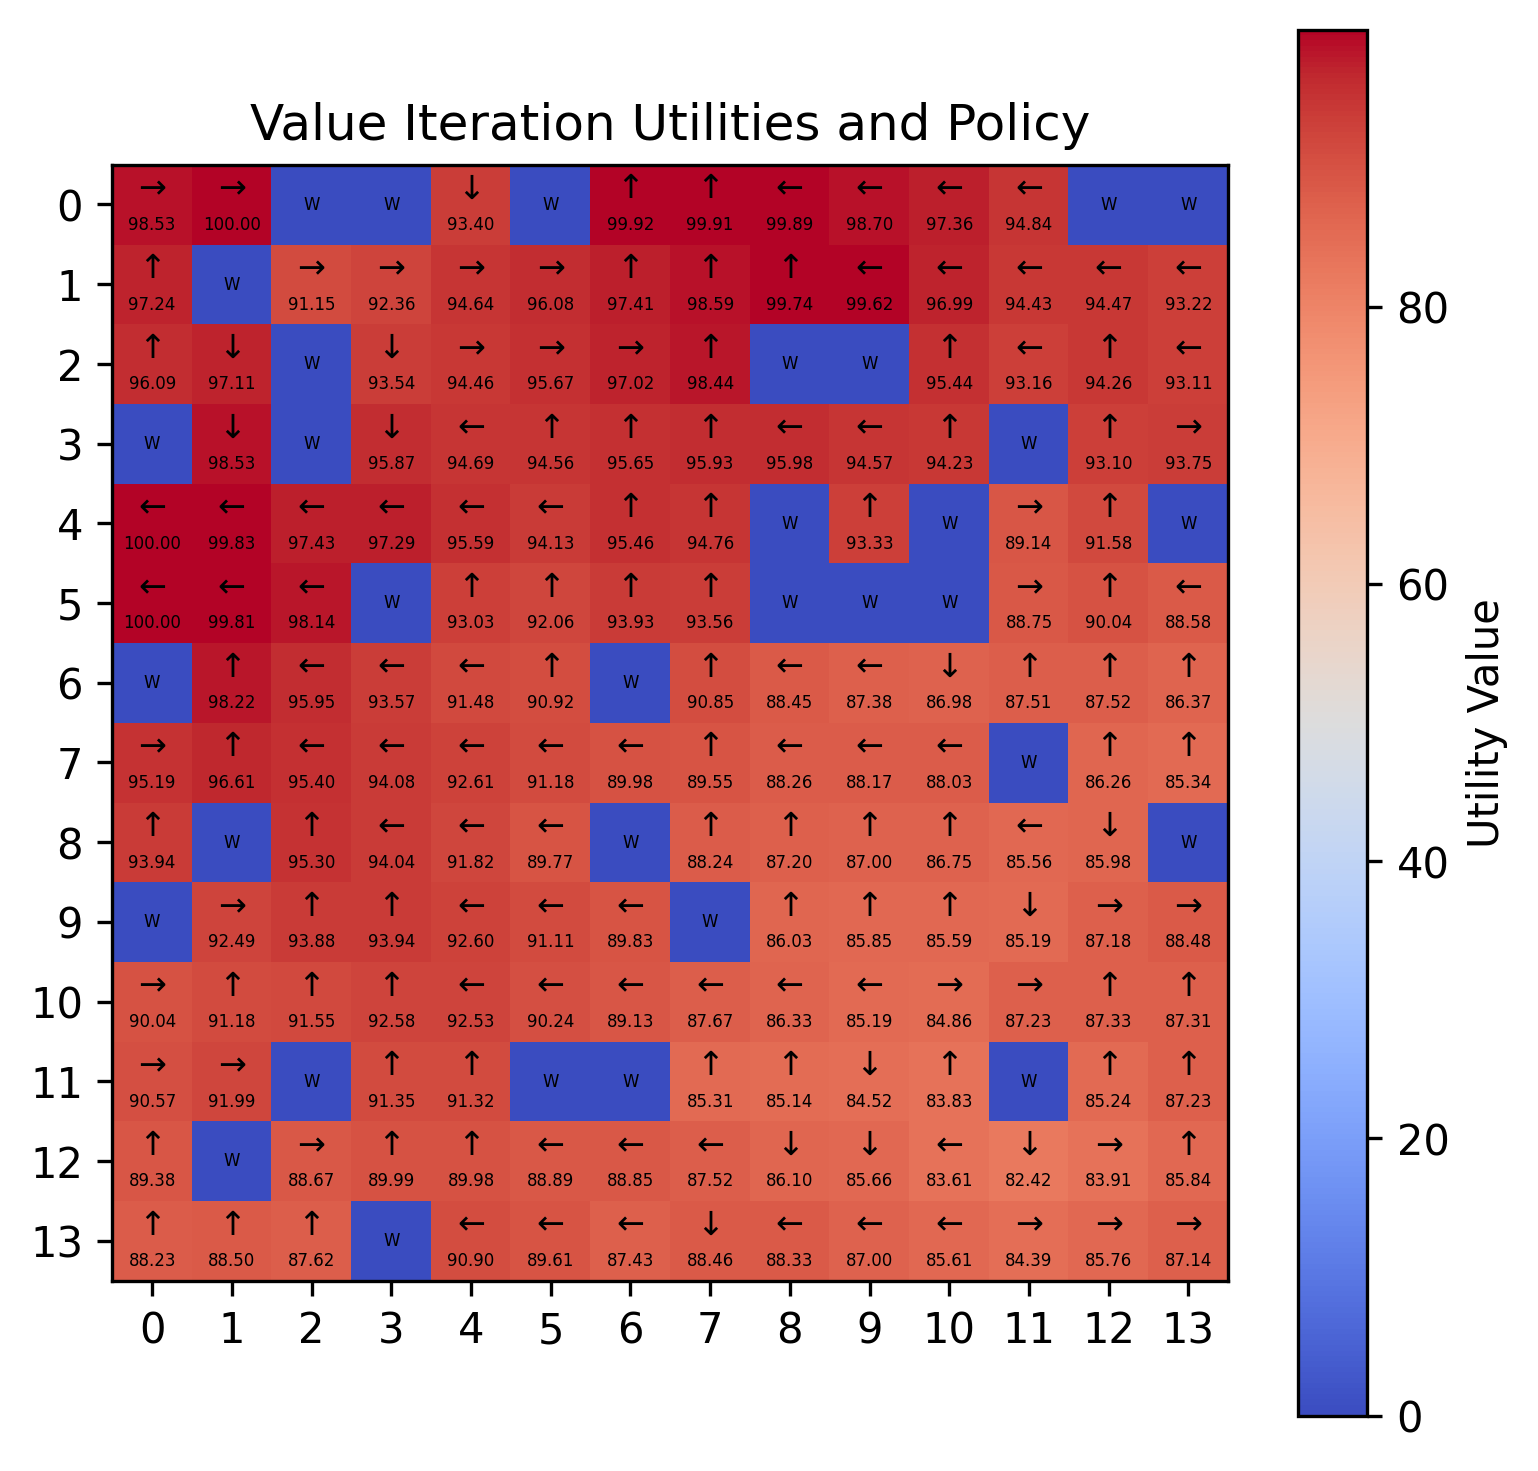 Value Iteration Utilities and Policy
0 → → W W ↓ W ↑ ↑ ← ← ← ← W W
98.53 100.00 93.40 99.92 99.91 99.89 98.70 97.36 94.84
1 ↑ W → → → → ↑ ↑ ↑ ← ← ← ← ←
97.24 91.15 92.36 94.64 96.08 97.41 98.59 99.74 99.62 96.99 94.43 94.47 93.22
2 ↑ ↓ W ↓ → → → ↑ W W ↑ ← ↑ ←
96.09 97.11 93.54 94.46 95.67 97.02 98.44 95.44 93.16 94.26 93.11
3 W ↓ W ↓ ← ↑ ↑ ↑ ← ← ↑ W ↑ →
98.53 95.87 94.69 94.56 95.65 95.93 95.98 94.57 94.23 93.10 93.75
4 ← ← ← ← ← ← ↑ ↑ W ↑ W → ↑ W
100.00 99.83 97.43 97.29 95.59 94.13 95.46 94.76 93.33 89.14 91.58
5 ← ← ← W ↑ ↑ ↑ ↑ W W W → ↑ ←
100.00 99.81 98.14 93.03 92.06 93.93 93.56 88.75 90.04 88.58
6 W ↑ ← ← ← ↑ W ↑ ← ← ↓ ↑ ↑ ↑
98.22 95.95 93.57 91.48 90.92 90.85 88.45 87.38 86.98 87.51 87.52 86.37
7 → ↑ ← ← ← ← ← ↑ ← ← ← W ↑ ↑
95.19 96.61 95.40 94.08 92.61 91.18 89.98 89.55 88.26 88.17 88.03 86.26 85.34
8 ↑ W ↑ ← ← ← W ↑ ↑ ↑ ↑ ← ↓ W
93.94 95.30 94.04 91.82 89.77 88.24 87.20 87.00 86.75 85.56 85.98
9 W → ↑ ↑ ← ← ← W ↑ ↑ ↑ ↓ → →
92.49 93.88 93.94 92.60 91.11 89.83 86.03 85.85 85.59 85.19 87.18 88.48
10 → ↑ ↑ ↑ ← ← ← ← ← ← → → ↑ ↑
90.04 91.18 91.55 92.58 92.53 90.24 89.13 87.67 86.33 85.19 84.86 87.23 87.33 87.31
11 → → W ↑ ↑ W W ↑ ↑ ↓ ↑ W ↑ ↑
90.57 91.99 91.35 91.32 85.31 85.14 84.52 83.83 85.24 87.23
12 ↑ W → ↑ ↑ ← ← ← ↓ ↓ ← ↓ → ↑
89.38 88.67 89.99 89.98 88.89 88.85 87.52 86.10 85.66 83.61 82.42 83.91 85.84
13 ↑ ↑ ↑ W ← ← ← ↓ ← ← ← → → →
88.23 88.50 87.62 90.90 89.61 87.43 88.46 88.33 87.00 85.61 84.39 85.76 87.14
0 1 2 3 4 5 6 7 8 9 10 11 12 13
80
60
40
20
0
Utility Value